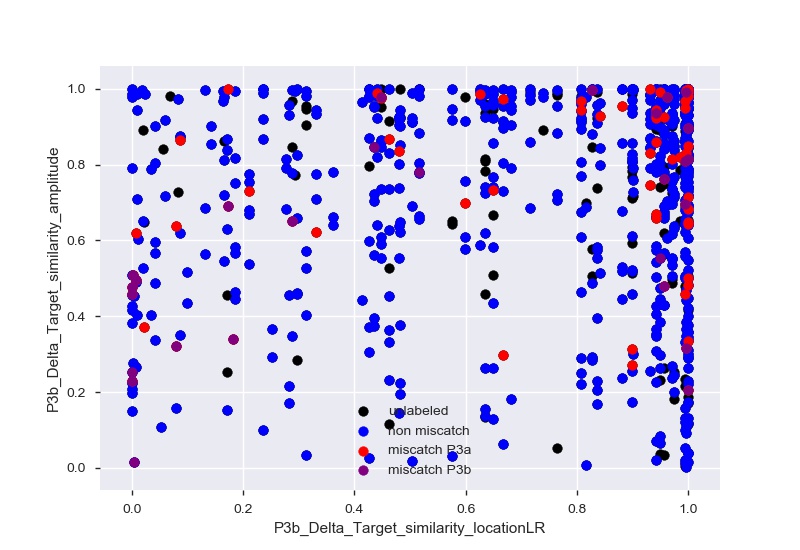 1.0
0.8
0.6
0.4
0.2
0.0
P3b_Delta_Target_similarity_amplitude
unlabeled
non miscatch
miscatch P3a
miscatch P3b
0.0 0.2 0.4 0.6 0.8 1.0
P3b_Delta_Target_similarity_locationLR